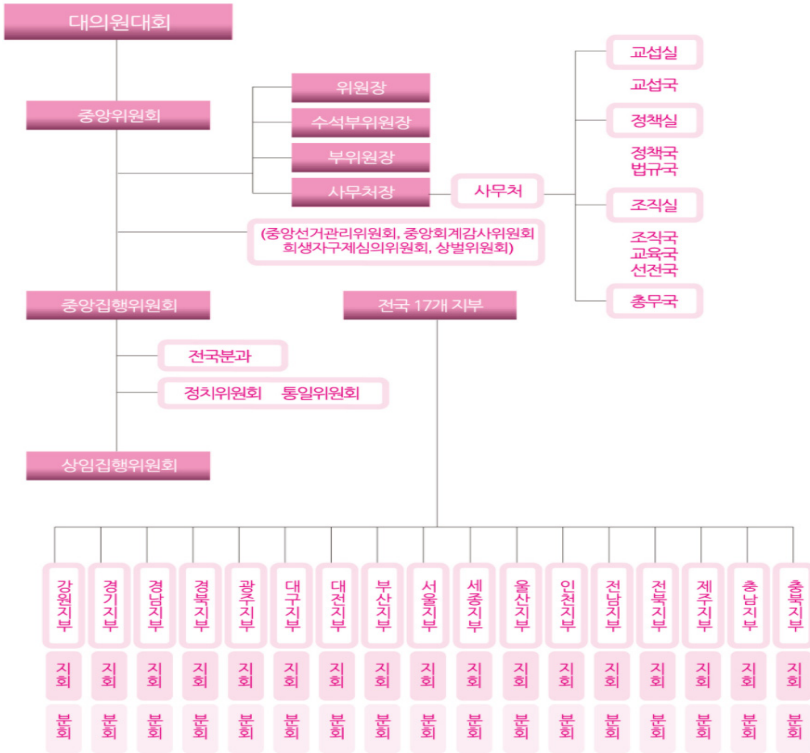 대의원대회
중앙위원회
위원장
수석부위원장
부위원장
사무처장
사무처
교섭실
교섭국
정책실
정책국
법규국
조직실
조직국
교육국
선전국
총무국
(중앙선거관리위원회, 중앙회계감사위원회
희생자구제심의위원회, 상벌위원회)
중앙집행위원회
전국 17개 지부
전국분과
정치위원회 통일위원회
상임집행위원회
강원지부 경기지부 경남지부 경북지부 광주지부 대구지부 대전지부 부산지부 서울지부 세종지부 울산지부 인천지부 전남지부 전북지부 제주지부 충남지부 충북지부
지회 지회 지회 지회 지회 지회 지회 지회 지회 지회 지회 지회 지회 지회 지회 지회 지회
분회 분회 분회 분회 분회 분회 분회 분회 분회 분회 분회 분회 분회 분회 분회 분회 분회